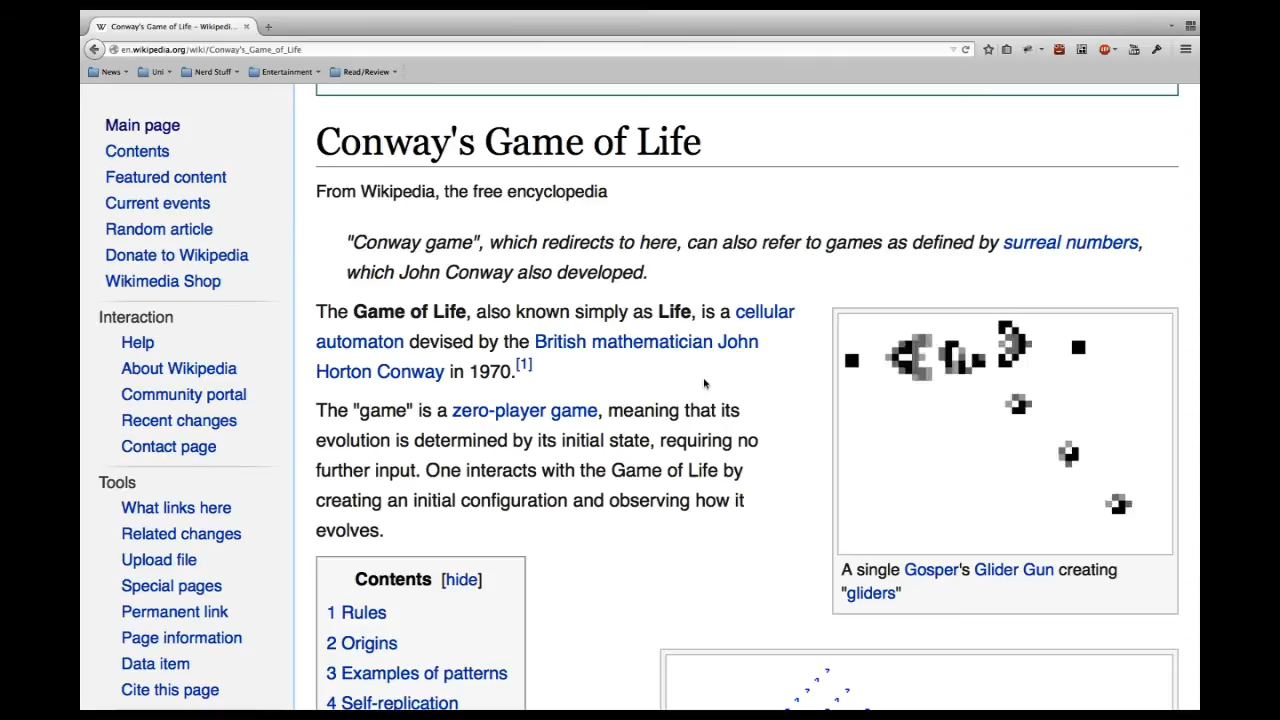 Conway's Game of Life – Wikipedi...
en.wikipedia.org/wiki/Conway's_Game_of_Life
News Uni Nerd Stuff Entertainment Read/Review
Main page
Contents
Featured content
Current events
Random article
Donate to Wikipedia
Wikimedia Shop
Interaction
Help
About Wikipedia
Community portal
Recent changes
Contact page
Tools
What links here
Related changes
Upload file
Special pages
Permanent link
Page information
Data item
Cite this page
Conway's Game of Life
From Wikipedia, the free encyclopedia
"Conway game", which redirects to here, can also refer to games as defined by surreal numbers,
which John Conway also developed.
The Game of Life, also known simply as Life, is a cellular
automaton devised by the British mathematician John
Horton Conway in 1970.[1]
The "game" is a zero-player game, meaning that its
evolution is determined by its initial state, requiring no
further input. One interacts with the Game of Life by
creating an initial configuration and observing how it
evolves.
Contents [hide]
1 Rules
2 Origins
3 Examples of patterns
4 Self-replication
A single Gosper's Glider Gun creating
"gliders"